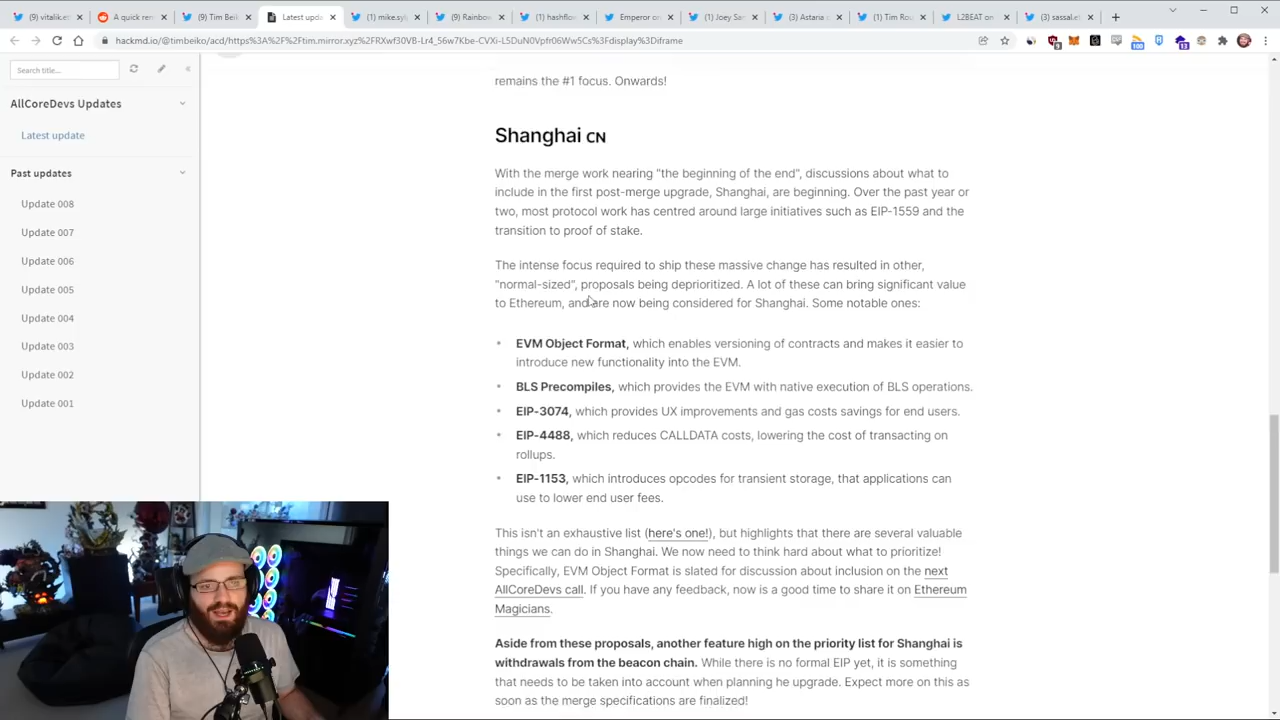 (9) vitalik.e
A quick ren
(9) Tim Beik
Latest upda
(1) mike.syl
(9) Rainbow
(1) hashflow
Emperor on
(1) Joey San
(3) Astaria
(1) Tim Rou
L2BEAT on
(3) sassal.et
hackmd.io/@timbeiko/acd/https%3A%2F%2Ftim.mirror.xyz%2FRXwf30VB-Lr4_56w7Kbe-CVXi-L5DuN0Vpfr06Ww5Cs%3Fdisplay%3Diframe
Search title...
AllCoreDevs Updates
Latest update
Past updates
Update 008
Update 007
Update 006
Update 005
Update 004
Update 003
Update 002
Update 001
remains the #1 focus. Onwards!
Shanghai CN
With the merge work nearing "the beginning of the end", discussions about what to
include in the first post-merge upgrade, Shanghai, are beginning. Over the past year or
two, most protocol work has centred around large initiatives such as EIP-1559 and the
transition to proof of stake.
The intense focus required to ship these massive change has resulted in other,
"normal-sized", proposals being deprioritized. A lot of these can bring significant value
to Ethereum, and are now being considered for Shanghai. Some notable ones:
• EVM Object Format, which enables versioning of contracts and makes it easier to
introduce new functionality into the EVM.
• BLS Precompiles, which provides the EVM with native execution of BLS operations.
• EIP-3074, which provides UX improvements and gas costs savings for end users.
• EIP-4488, which reduces CALLDATA costs, lowering the cost of transacting on
rollups.
• EIP-1153, which introduces opcodes for transient storage, that applications can
use to lower end user fees.
This isn't an exhaustive list (here's one!), but highlights that there are several valuable
things we can do in Shanghai. We now need to think hard about what to prioritize!
Specifically, EVM Object Format is slated for discussion about inclusion on the next
AllCoreDevs call. If you have any feedback, now is a good time to share it on Ethereum
Magicians.
Aside from these proposals, another feature high on the priority list for Shanghai is
withdrawals from the beacon chain. While there is no formal EIP yet, it is something
that needs to be taken into account when planning he upgrade. Expect more on this as
soon as the merge specifications are finalized!